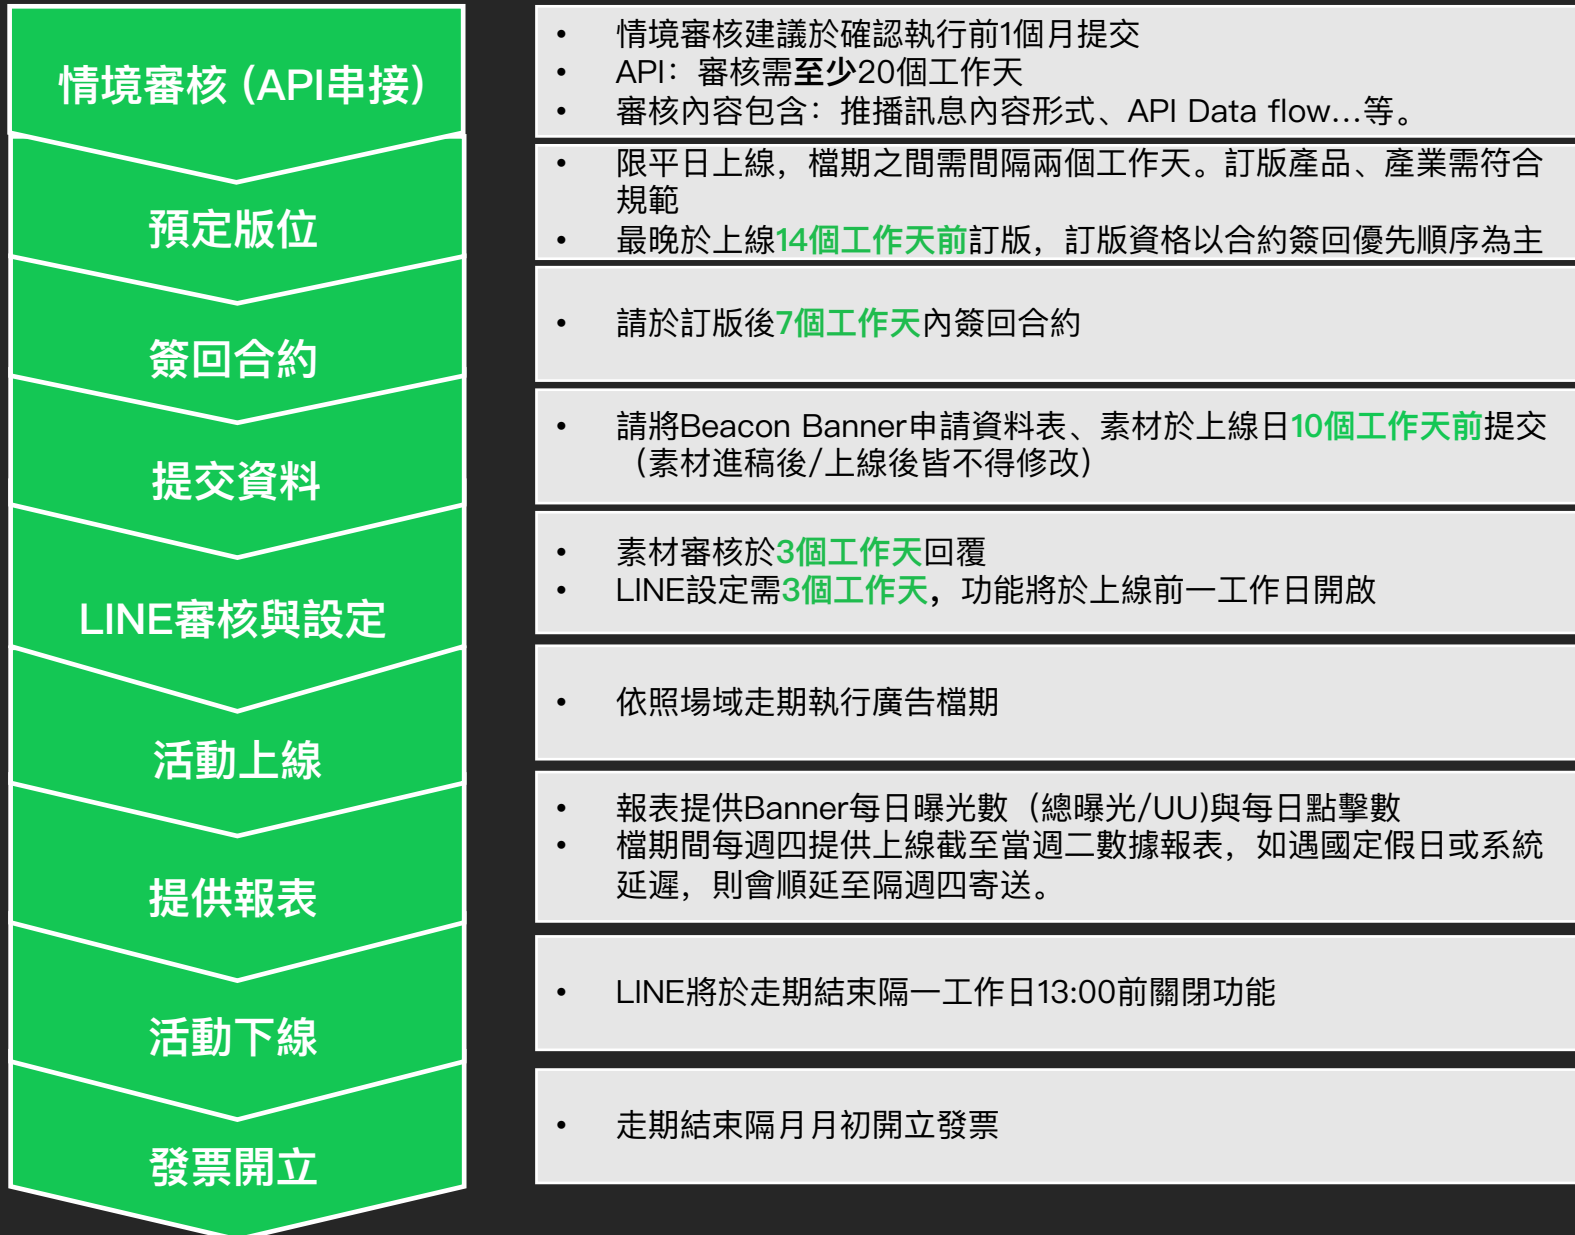 情境審核 (API串接)
• 情境審核建議於確認執行前1個月提交
• API：審核需至少20個工作天
• 審核內容包含：推播訊息內容形式、API Data flow...等。
預定版位
• 限平日上線，檔期之間需間隔兩個工作天。訂版產品、產業需符合
規範
• 最晚於上線14個工作天前訂版，訂版資格以合約簽回優先順序為主
簽回合約
• 請於訂版後7個工作天內簽回合約
提交資料
• 請將Beacon Banner申請資料表、素材於上線日10個工作天前提交
（素材進稿後/上線後皆不得修改）
LINE審核與設定
• 素材審核於3個工作天回覆
• LINE設定需3個工作天，功能將於上線前一工作日開啟
活動上線
• 依照場域走期執行廣告檔期
提供報表
• 報表提供Banner每日曝光數（總曝光/UU)與每日點擊數
• 檔期間每週四提供上線截至當週二數據報表，如遇國定假日或系統
延遲，則會順延至隔週四寄送。
活動下線
• LINE將於走期結束隔一工作日13:00前關閉功能
發票開立
• 走期結束隔月月初開立發票